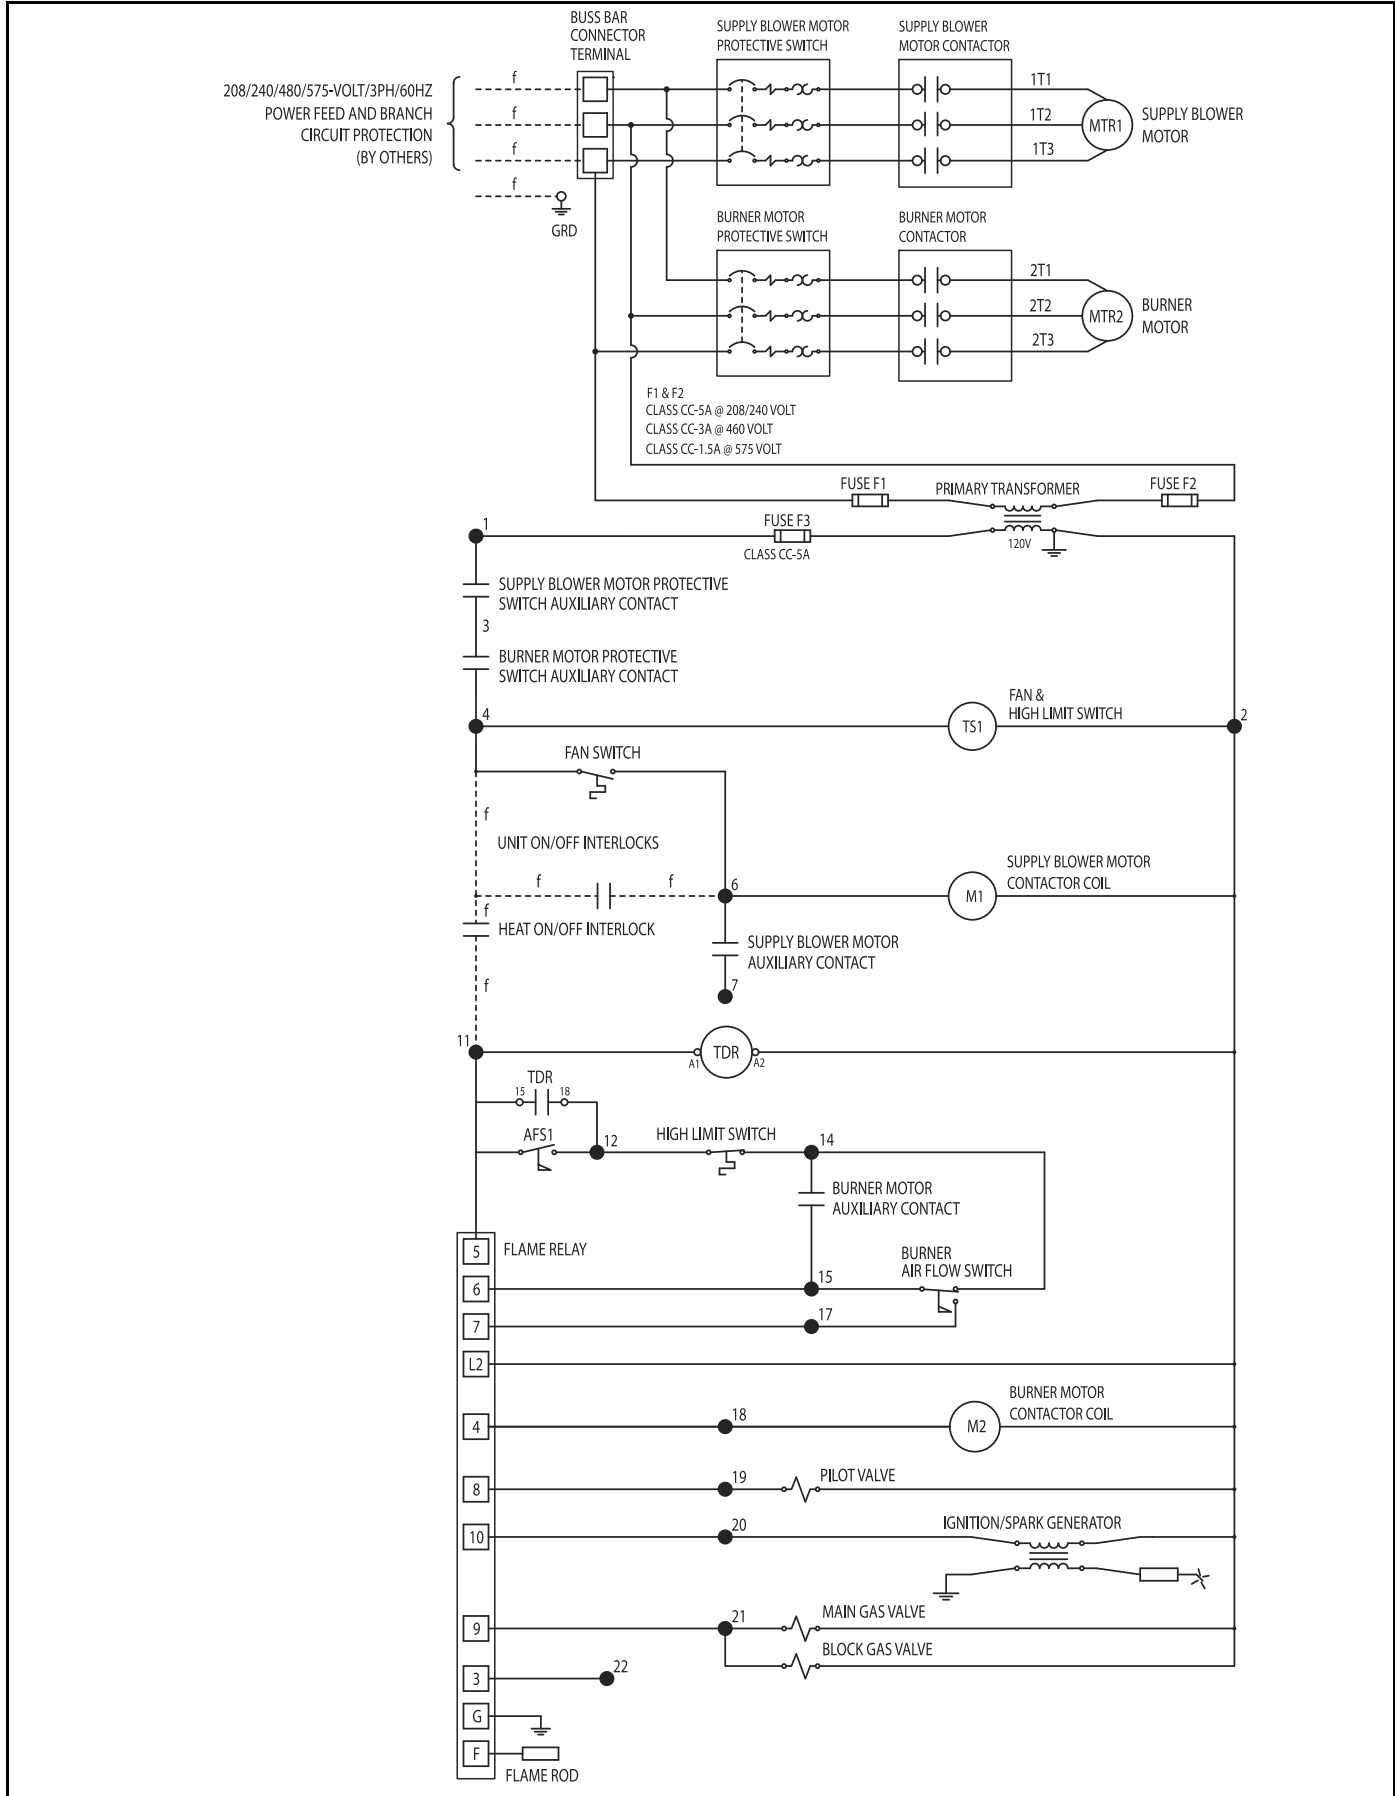 BUSS BAR
CONNECTOR
TERMINAL
SUPPLY BLOWER MOTOR
PROTECTIVE SWITCH
SUPPLY BLOWER
MOTOR CONTACTOR
208/240/480/575-VOLT/3PH/60HZ
POWER FEED AND BRANCH
CIRCUIT PROTECTION
(BY OTHERS)
f
f
f
f
GRD
1T1
1T2
1T3
MTR1
SUPPLY BLOWER
MOTOR
BURNER MOTOR
PROTECTIVE SWITCH
BURNER MOTOR
CONTACTOR
2T1
2T2
2T3
MTR2
BURNER
MOTOR
F1 & F2
CLASS CC-5A @ 208/240 VOLT
CLASS CC-3A @ 460 VOLT
CLASS CC-1.5A @ 575 VOLT
FUSE F1
PRIMARY TRANSFORMER
FUSE F2
1
FUSE F3
CLASS CC-5A
120V
SUPPLY BLOWER MOTOR PROTECTIVE
SWITCH AUXILIARY CONTACT
3
BURNER MOTOR PROTECTIVE
SWITCH AUXILIARY CONTACT
4
TS1
FAN &
HIGH LIMIT SWITCH
2
FAN SWITCH
f
UNIT ON/OFF INTERLOCKS
f
f
6
M1
SUPPLY BLOWER MOTOR
CONTACTOR COIL
f
HEAT ON/OFF INTERLOCK
SUPPLY BLOWER MOTOR
AUXILIARY CONTACT
f
7
11
A1
TDR
A2
TDR
15
18
AFS1
12
HIGH LIMIT SWITCH
14
BURNER MOTOR
AUXILIARY CONTACT
5
FLAME RELAY
BURNER
AIR FLOW SWITCH
6
15
7
17
L2
4
18
M2
BURNER MOTOR
CONTACTOR COIL
8
19
PILOT VALVE
10
20
IGNITION/SPARK GENERATOR
9
21
MAIN GAS VALVE
BLOCK GAS VALVE
3
22
G
F
FLAME ROD